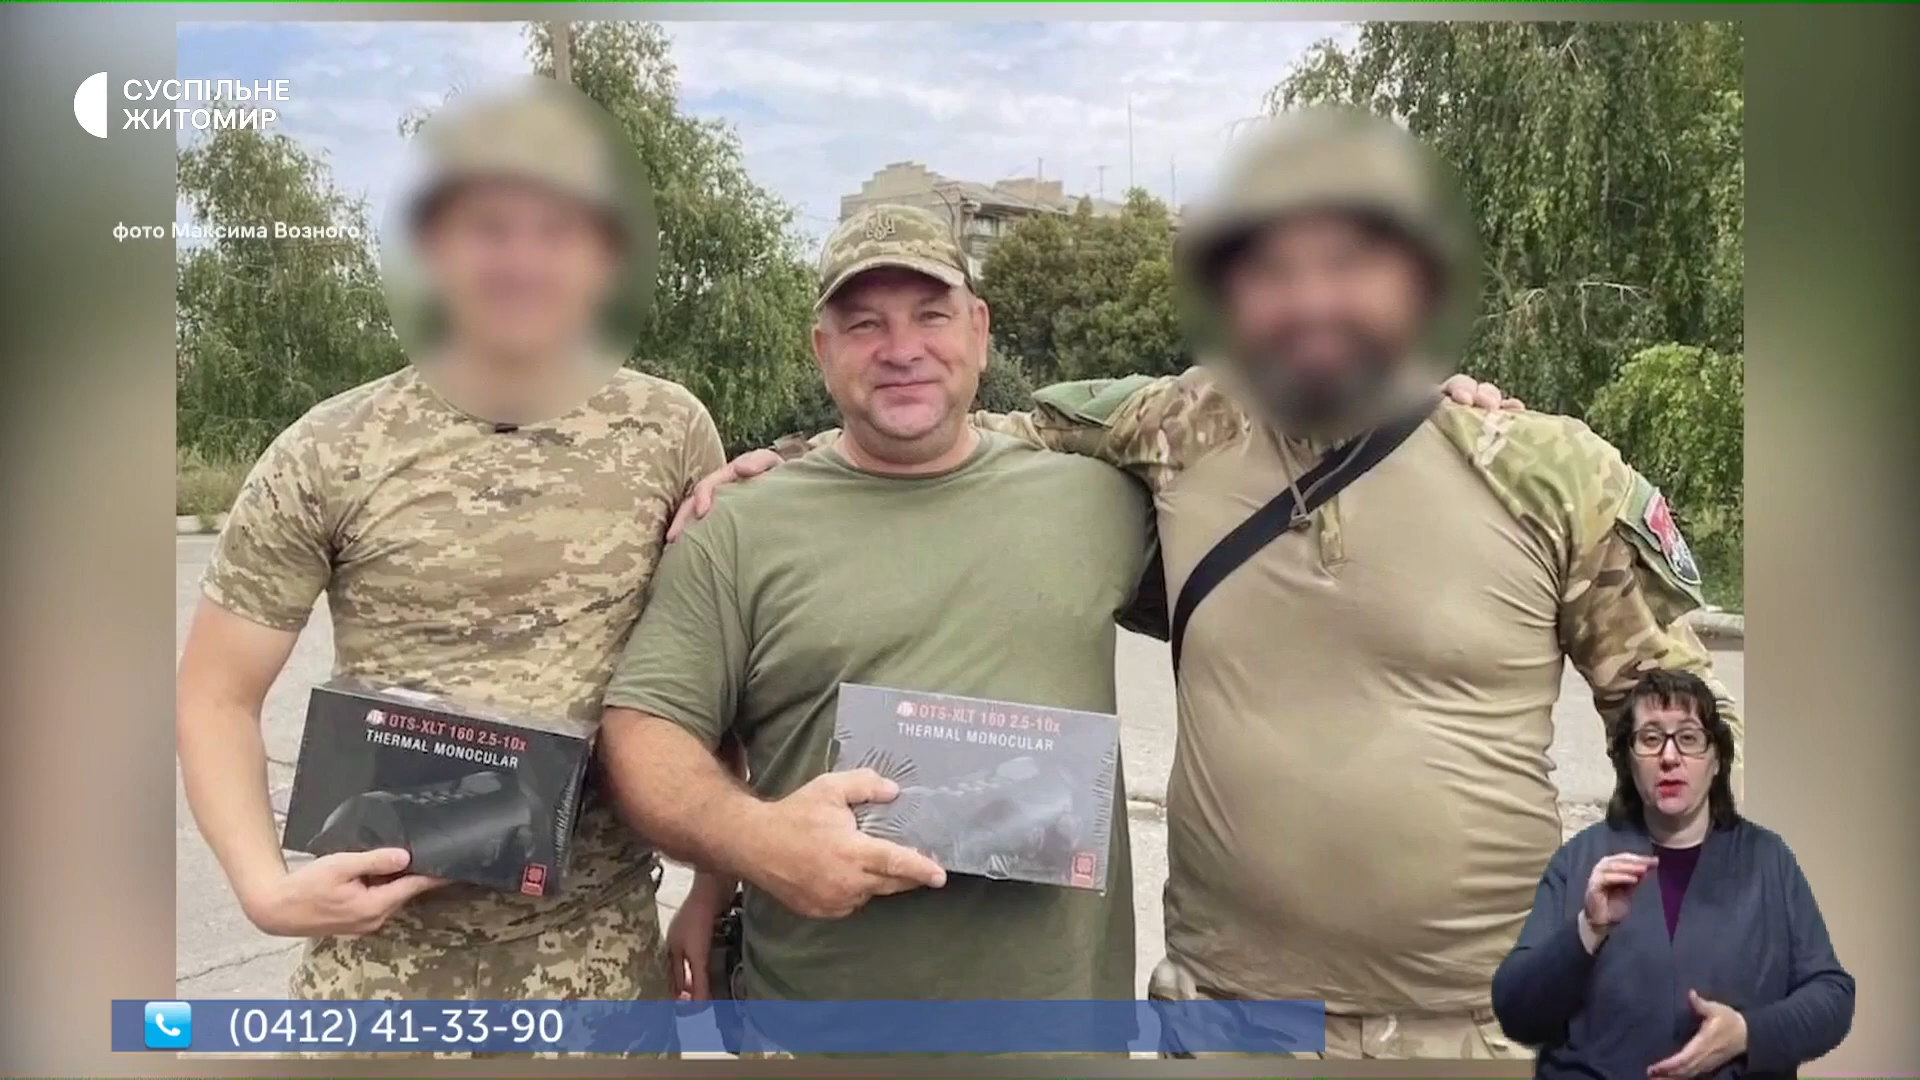 СУСПІЛЬНЕ
ЖИТОМИР
фото Максима Возного
OTS-XLT 160 2.5-10x
THERMAL MONOCULAR
OTS-XLT 160 2.5-10x
THERMAL MONOCULAR
(0412) 41-33-90